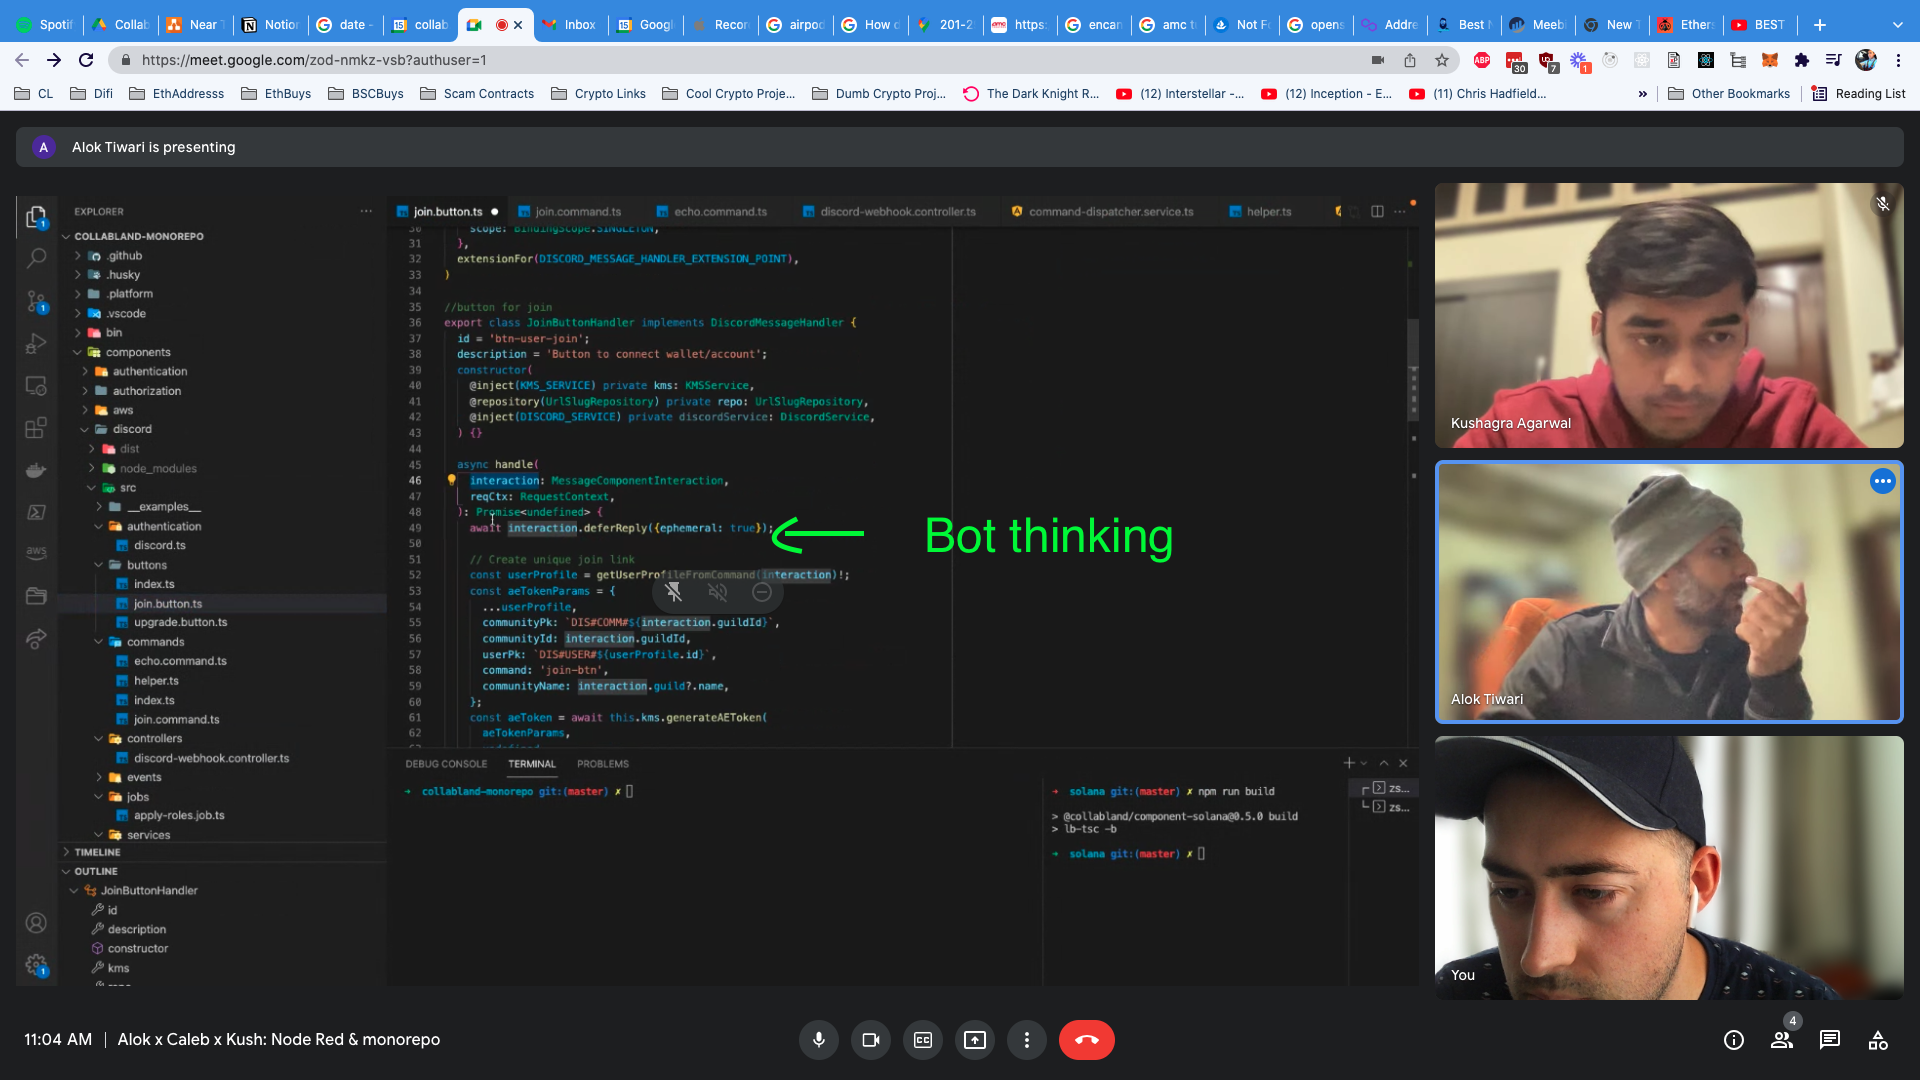 Spotif
Collab
Near T
Notion
date -
collab
Inbox
Google
Recor
airpod
How d
201-2
https:
encan
amc t
Not Fo
opens
Addre
Best N
Meebi
New T
Ethers
BEST
https://meet.google.com/zod-nmkz-vsb?authuser=1
CL
Difi
EthAddresss
EthBuys
BSCBuys
Scam Contracts
Crypto Links
Cool Crypto Proje...
Dumb Crypto Proj...
The Dark Knight R...
(12) Interstellar -...
(12) Inception - E...
(11) Chris Hadfield...
Other Bookmarks
Reading List
A Alok Tiwari is presenting
EXPLORER
COLLABLAND-MONOREPO
.github
.husky
.platform
.vscode
bin
components
authentication
authorization
aws
discord
dist
node_modules
src
__examples__
authentication
discord.ts
buttons
index.ts
join.button.ts
upgrade.button.ts
commands
echo.command.ts
helper.ts
index.ts
join.command.ts
controllers
discord-webhook.controller.ts
events
jobs
apply-roles.job.ts
services
TIMELINE
OUTLINE
JoinButtonHandler
id
description
constructor
kms
join.button.ts
join.command.ts
echo.command.ts
discord-webhook.controller.ts
command-dispatcher.service.ts
helper.ts
30 scope: BindingScope.SINGLETON,
31 },
32 extensionFor(DISCORD_MESSAGE_HANDLER_EXTENSION_POINT),
33 )
34
35 //button for join
36 export class JoinButtonHandler implements DiscordMessageHandler {
37 id = 'btn-user-join';
38 description = 'Button to connect wallet/account';
39 constructor(
40 @inject(KMS_SERVICE) private kms: KMSService,
41 @repository(UrlSlugRepository) private repo: UrlSlugRepository,
42 @inject(DISCORD_SERVICE) private discordService: DiscordService,
43 ) {}
44
45 async handle(
46 interaction: MessageComponentInteraction,
47 reqCtx: RequestContext,
48 ): Promise<undefined> {
49 await interaction.deferReply({ephemeral: true});
50
51 // Create unique join link
52 const userProfile = getUserProfileFromCommand(interaction)!;
53 const aeTokenParams = {
54 ...userProfile,
55 communityPk: `DIS#COMM#${interaction.guildId}`,
56 communityId: interaction.guildId,
57 userPk: `DIS#USER#${userProfile.id}`,
58 command: 'join-btn',
59 communityName: interaction.guild?.name,
60 };
61 const aeToken = await this.kms.generateAEToken(
62 aeTokenParams,
Bot thinking
DEBUG CONSOLE
TERMINAL
PROBLEMS
collabland-monorepo git:(master) ✗
solana git:(master) ✗ npm run build
> @collabland/component-solana@0.5.0 build
> lb-tsc -b
solana git:(master) ✗
zs...
zs...
Kushagra Agarwal
Alok Tiwari
You
11:04 AM | Alok x Caleb x Kush: Node Red & monorepo
CC
4